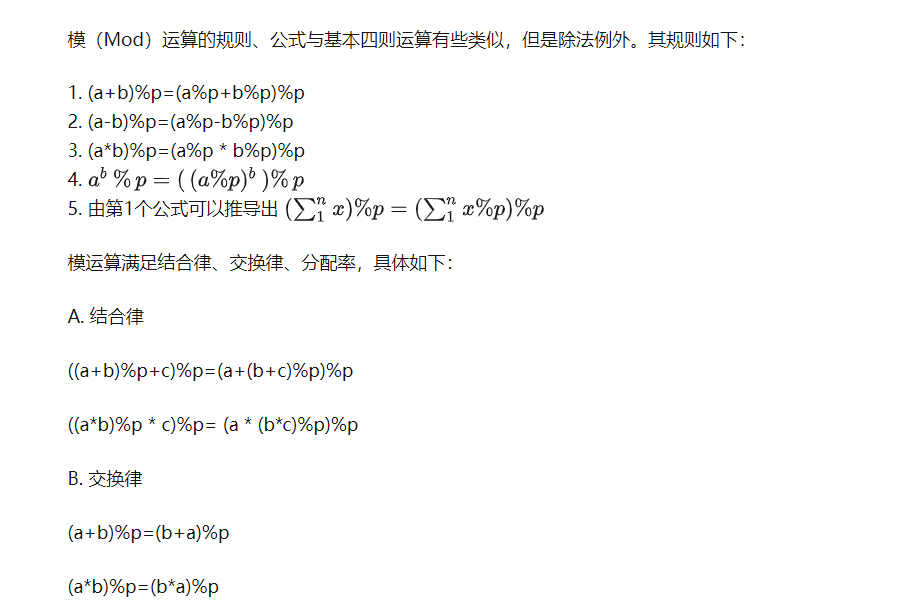 模（Mod）运算的规则、公式与基本四则运算有些类似，但是除法例外。其规则如下：
1. (a+b)%p=(a%p+b%p)%p
2. (a-b)%p=(a%p-b%p)%p
3. (a*b)%p=(a%p * b%p)%p
4. a^b % p = ( (a%p)^b )% p
5. 由第1个公式可以推导出 (∑_1^n x)%p = (∑_1^n x%p)%p
模运算满足结合律、交换律、分配率，具体如下：
A. 结合律
((a+b)%p+c)%p=(a+(b+c)%p)%p
((a*b)%p * c)%p= (a * (b*c)%p)%p
B. 交换律
(a+b)%p=(b+a)%p
(a*b)%p=(b*a)%p